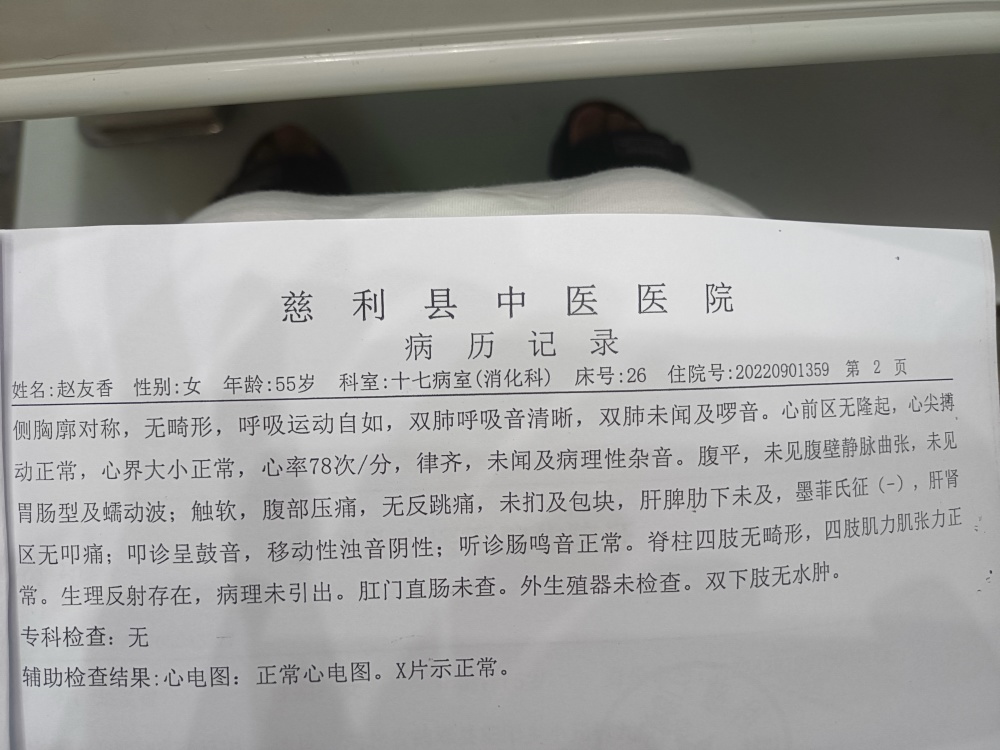 慈利县中医医院
病历记录
姓名:赵友香 性别:女 年龄:55岁 科室:十七病室(消化科) 床号:26 住院号:20220901359 第 2 页
侧胸廓对称，无畸形，呼吸运动自如，双肺呼吸音清晰，双肺未闻及啰音。心前区无隆起，心尖搏
动正常，心界大小正常，心率78次/分，律齐，未闻及病理性杂音。腹平，未见腹壁静脉曲张，未见
胃肠型及蠕动波；触软，腹部压痛，无反跳痛，未扪及包块，肝脾肋下未及，墨菲氏征（-），肝肾
区无叩痛；叩诊呈鼓音，移动性浊音阴性；听诊肠鸣音正常。脊柱四肢无畸形，四肢肌力肌张力正
常。生理反射存在，病理未引出。肛门直肠未查。外生殖器未检查。双下肢无水肿。
专科检查：无
辅助检查结果:心电图：正常心电图。X片示正常。